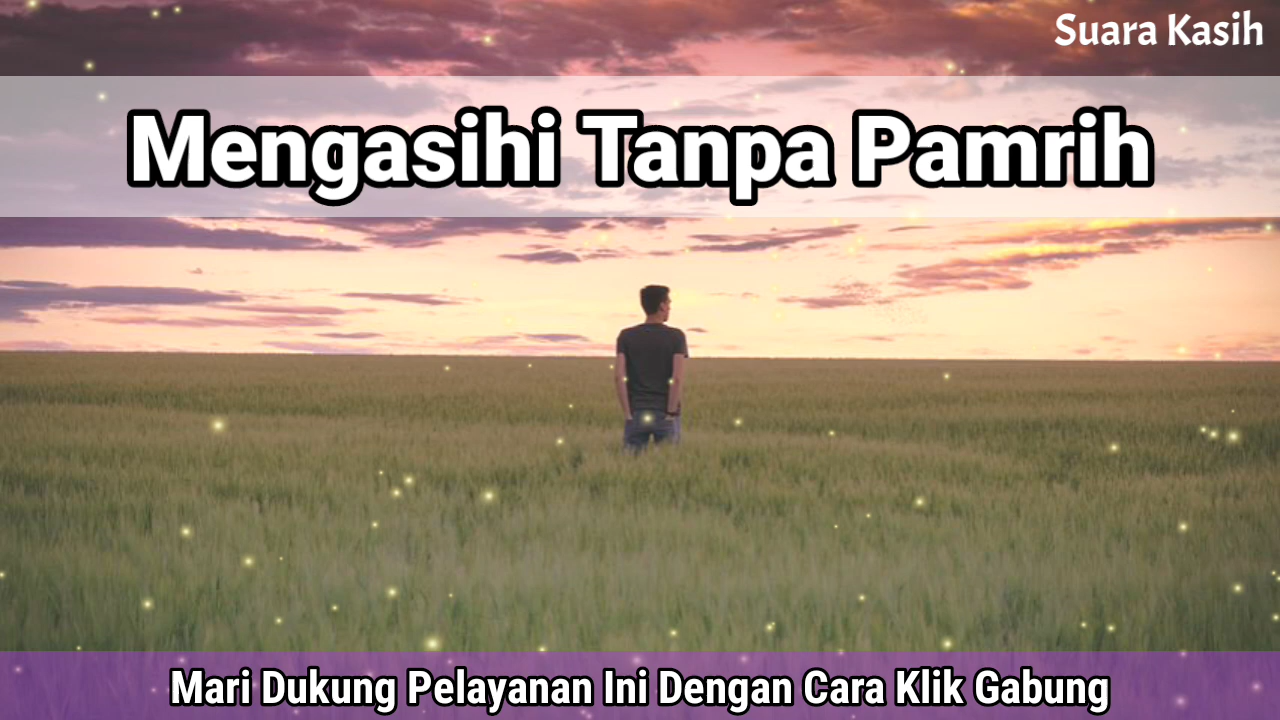 Suara Kasih
Mengasihi Tanpa Pamrih
Mari Dukung Pelayanan Ini Dengan Cara Klik Gabung